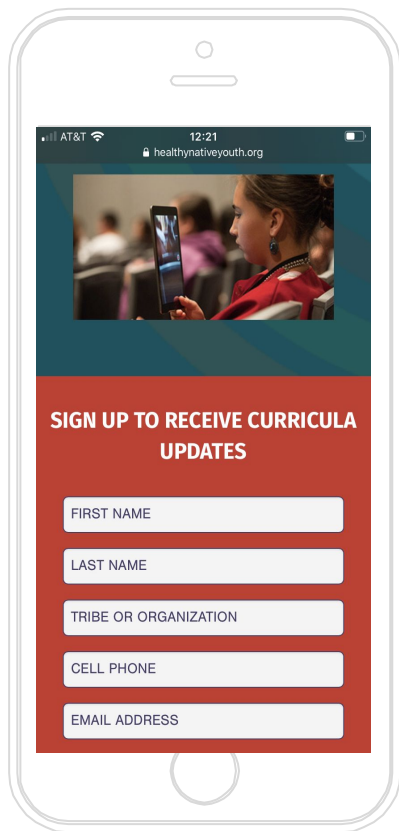 AT&T 12:21
healthynativeyouth.org
SIGN UP TO RECEIVE CURRICULA
UPDATES
FIRST NAME
LAST NAME
TRIBE OR ORGANIZATION
CELL PHONE
EMAIL ADDRESS